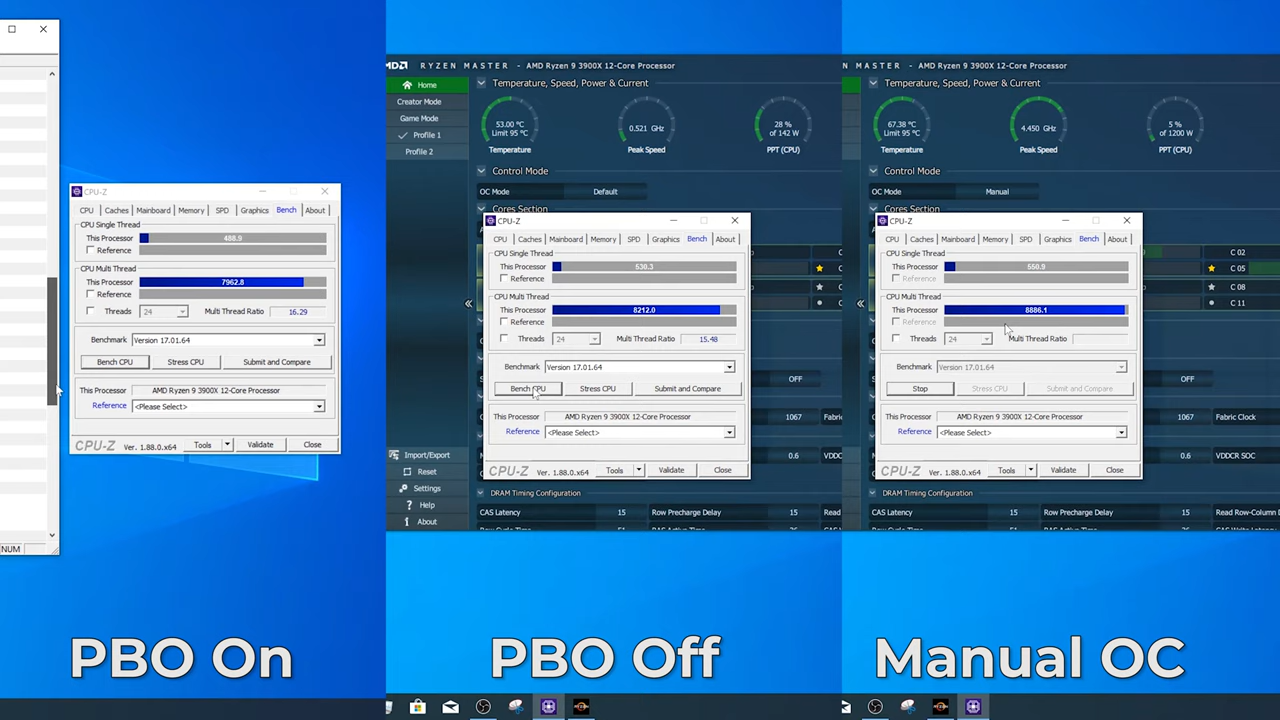 NUM
CPU-Z
CPU
Caches
Mainboard
Memory
SPD
Graphics
Bench
About
CPU Single Thread
This Processor
488.9
Reference
CPU Multi Thread
This Processor
7962.8
Reference
Threads
24
Multi Thread Ratio
16.29
Benchmark
Version 17.01.64
Bench CPU
Stress CPU
Submit and Compare
This Processor
AMD Ryzen 9 3900X 12-Core Processor
Reference
<Please Select>
CPU-Z
Ver. 1.88.0.x64
Tools
Validate
Close
PBO On
RYZEN MASTER - AMD Ryzen 9 3900X 12-Core Processor
Home
Creator Mode
Game Mode
Profile 1
Profile 2
Import/Export
Reset
Settings
Help
About
Temperature, Speed, Power & Current
53.00 ºC
Limit 95 ºC
Temperature
0.521 GHz
Peak Speed
28 %
of 142 W
PPT (CPU)
Control Mode
OC Mode
Default
Cores Section
CPU-Z
CPU
Caches
Mainboard
Memory
SPD
Graphics
Bench
About
CPU Single Thread
This Processor
530.3
Reference
CPU Multi Thread
This Processor
8212.0
Reference
Threads
24
Multi Thread Ratio
15.48
Benchmark
Version 17.01.64
Bench CPU
Stress CPU
Submit and Compare
This Processor
AMD Ryzen 9 3900X 12-Core Processor
Reference
<Please Select>
CPU-Z
Ver. 1.88.0.x64
Tools
Validate
Close
OFF
1067
0.6
DRAM Timing Configuration
CAS Latency
15
Row Precharge Delay
15
Read
PBO Off
MASTER - AMD Ryzen 9 3900X 12-Core Processor
Temperature, Speed, Power & Current
67.38 ºC
Limit 95 ºC
Temperature
4.450 GHz
Peak Speed
5 %
of 1200 W
PPT (CPU)
Control Mode
OC Mode
Manual
Cores Section
C 02
C 05
C 08
C 11
CPU-Z
CPU
Caches
Mainboard
Memory
SPD
Graphics
Bench
About
CPU Single Thread
This Processor
550.9
Reference
CPU Multi Thread
This Processor
8886.1
Reference
Threads
24
Multi Thread Ratio
Benchmark
Version 17.01.64
Stop
Stress CPU
Submit and Compare
This Processor
AMD Ryzen 9 3900X 12-Core Processor
Reference
<Please Select>
CPU-Z
Ver. 1.88.0.x64
Tools
Validate
Close
OFF
1067
Fabric Clock
0.6
VDDCR SOC
DRAM Timing Configuration
CAS Latency
15
Row Precharge Delay
15
Read Row-Column D
Manual OC